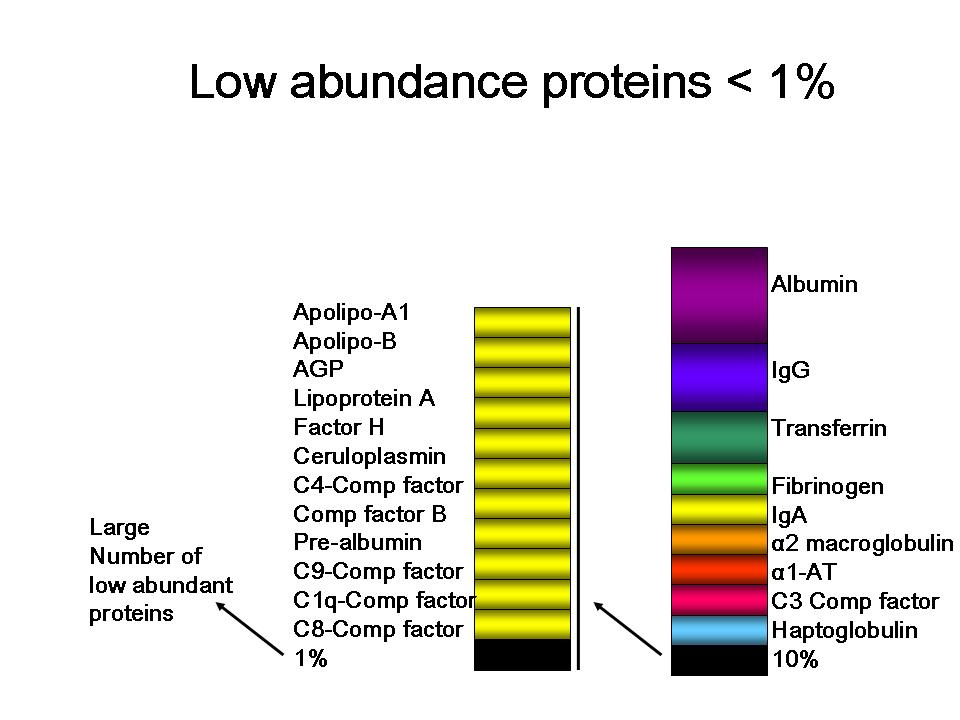 Low abundance proteins < 1%
Large
Number of
low abundant
proteins
Apolipo-A1
Apolipo-B
AGP
Lipoprotein A
Factor H
Ceruloplasmin
C4-Comp factor
Comp factor B
Pre-albumin
C9-Comp factor
C1q-Comp factor
C8-Comp factor
1%
Albumin
IgG
Transferrin
Fibrinogen
IgA
α2 macroglobulin
α1-AT
C3 Comp factor
Haptoglobulin
10%